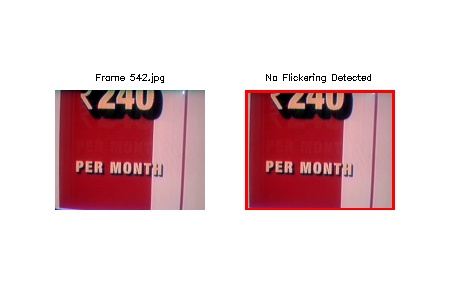 Frame 542.jpg
No Flickering Detected
₹240
₹240
PER MONTH
PER MONTH